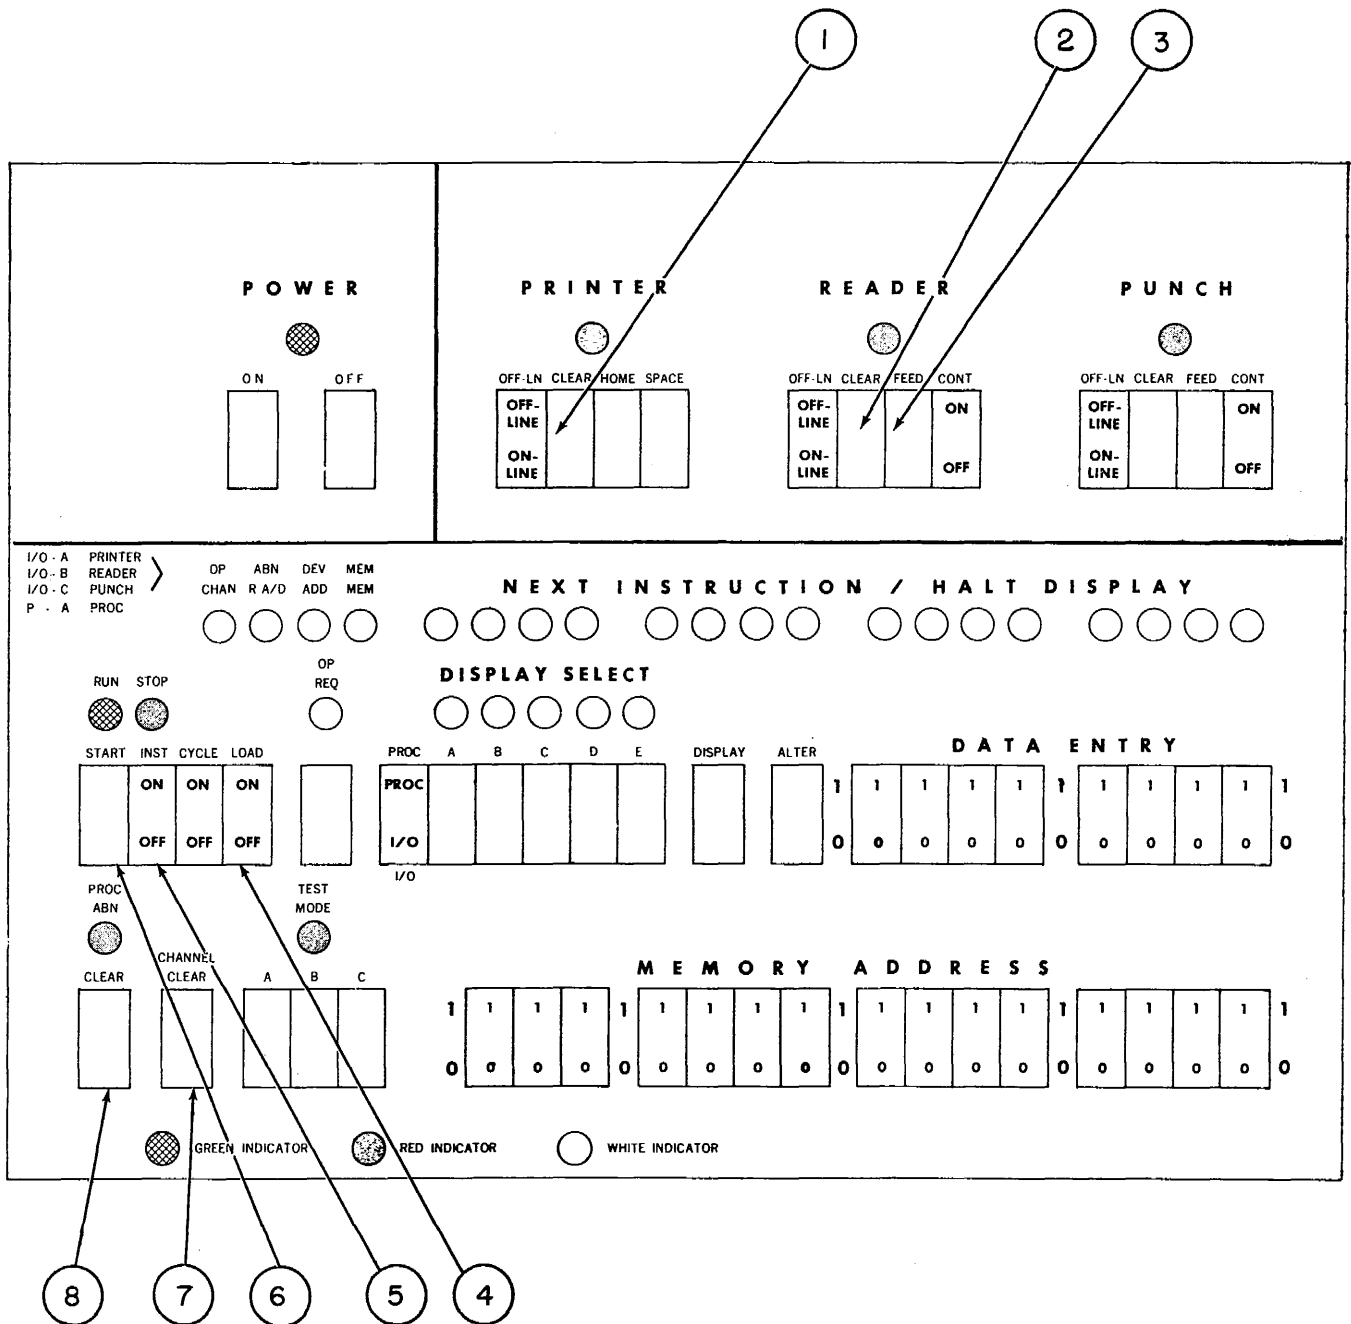 1 2 3
POWER PRINTER READER PUNCH
ON OFF OFF-LN CLEAR HOME SPACE OFF-LN CLEAR FEED CONT OFF-LN CLEAR FEED CONT
OFF- OFF- ON OFF- ON
LINE LINE LINE
ON- ON- OFF ON- OFF
LINE LINE LINE
I/O - A PRINTER
I/O - B READER
I/O - C PUNCH
P - A PROC
OP ABN DEV MEM
CHAN R A/D ADD MEM
NEXT INSTRUCTION / HALT DISPLAY
RUN STOP
OP
REQ
DISPLAY SELECT
START INST CYCLE LOAD
PROC A B C D E DISPLAY ALTER
DATA ENTRY
ON ON ON
OFF OFF OFF
PROC
I/O
I/O
1 1 1 1 1 1 1 1 1 1 1
0 0 0 0 0 0 0 0 0 0 0
PROC
ABN
TEST
MODE
CLEAR
CHANNEL
CLEAR
A B C
MEMORY ADDRESS
1 1 1 1 1 1 1 1 1 1 1 1 1 1 1 1 1 1 1 1
0 0 0 0 0 0 0 0 0 0 0 0 0 0 0 0 0 0 0 0
GREEN INDICATOR RED INDICATOR WHITE INDICATOR
8 7 6 5 4